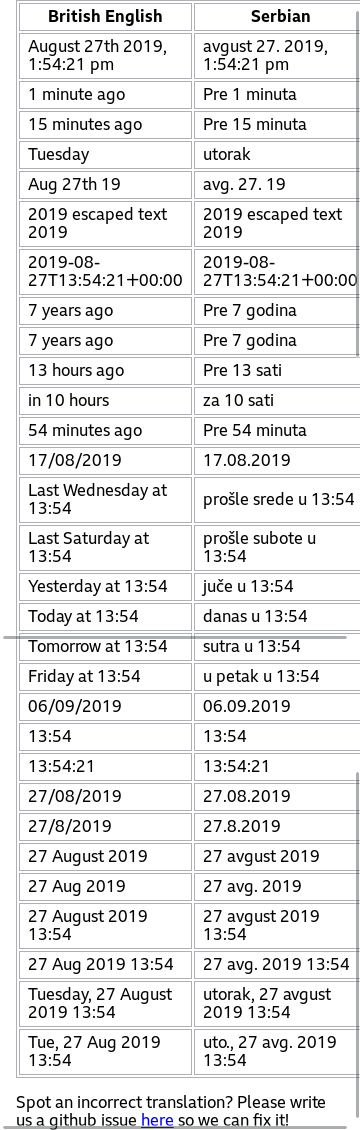 British English Serbian
August 27th 2019, avgust 27. 2019,
1:54:21 pm 1:54:21 pm
1 minute ago Pre 1 minuta
15 minutes ago Pre 15 minuta
Tuesday utorak
Aug 27th 19 avg. 27. 19
2019 escaped text 2019 escaped text
2019 2019
2019-08- 2019-08-
27T13:54:21+00:00 27T13:54:21+00:00
7 years ago Pre 7 godina
7 years ago Pre 7 godina
13 hours ago Pre 13 sati
in 10 hours za 10 sati
54 minutes ago Pre 54 minuta
17/08/2019 17.08.2019
Last Wednesday at prošle srede u 13:54
13:54
Last Saturday at prošle subote u
13:54 13:54
Yesterday at 13:54 juče u 13:54
Today at 13:54 danas u 13:54
Tomorrow at 13:54 sutra u 13:54
Friday at 13:54 u petak u 13:54
06/09/2019 06.09.2019
13:54 13:54
13:54:21 13:54:21
27/08/2019 27.08.2019
27/8/2019 27.8.2019
27 August 2019 27 avgust 2019
27 Aug 2019 27 avg. 2019
27 August 2019 27 avgust 2019
13:54 13:54
27 Aug 2019 13:54 27 avg. 2019 13:54
Tuesday, 27 August utorak, 27 avgust
2019 13:54 2019 13:54
Tue, 27 Aug 2019 uto., 27 avg. 2019
13:54 13:54
Spot an incorrect translation? Please write
us a github issue here so we can fix it!